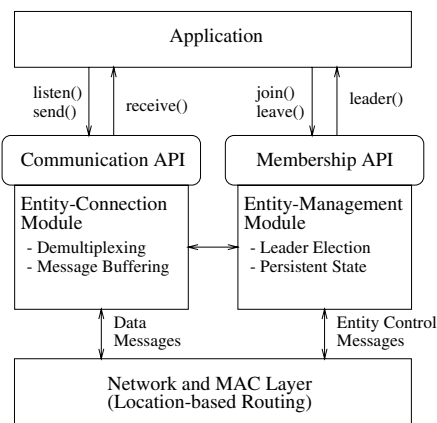 Application
listen()
send()
receive()
join()
leave()
leader()
Communication API
Membership API
Entity-Connection
Module
- Demultiplexing
- Message Buffering
Entity-Management
Module
- Leader Election
- Persistent State
Data
Messages
Entity Control
Messages
Network and MAC Layer
(Location-based Routing)